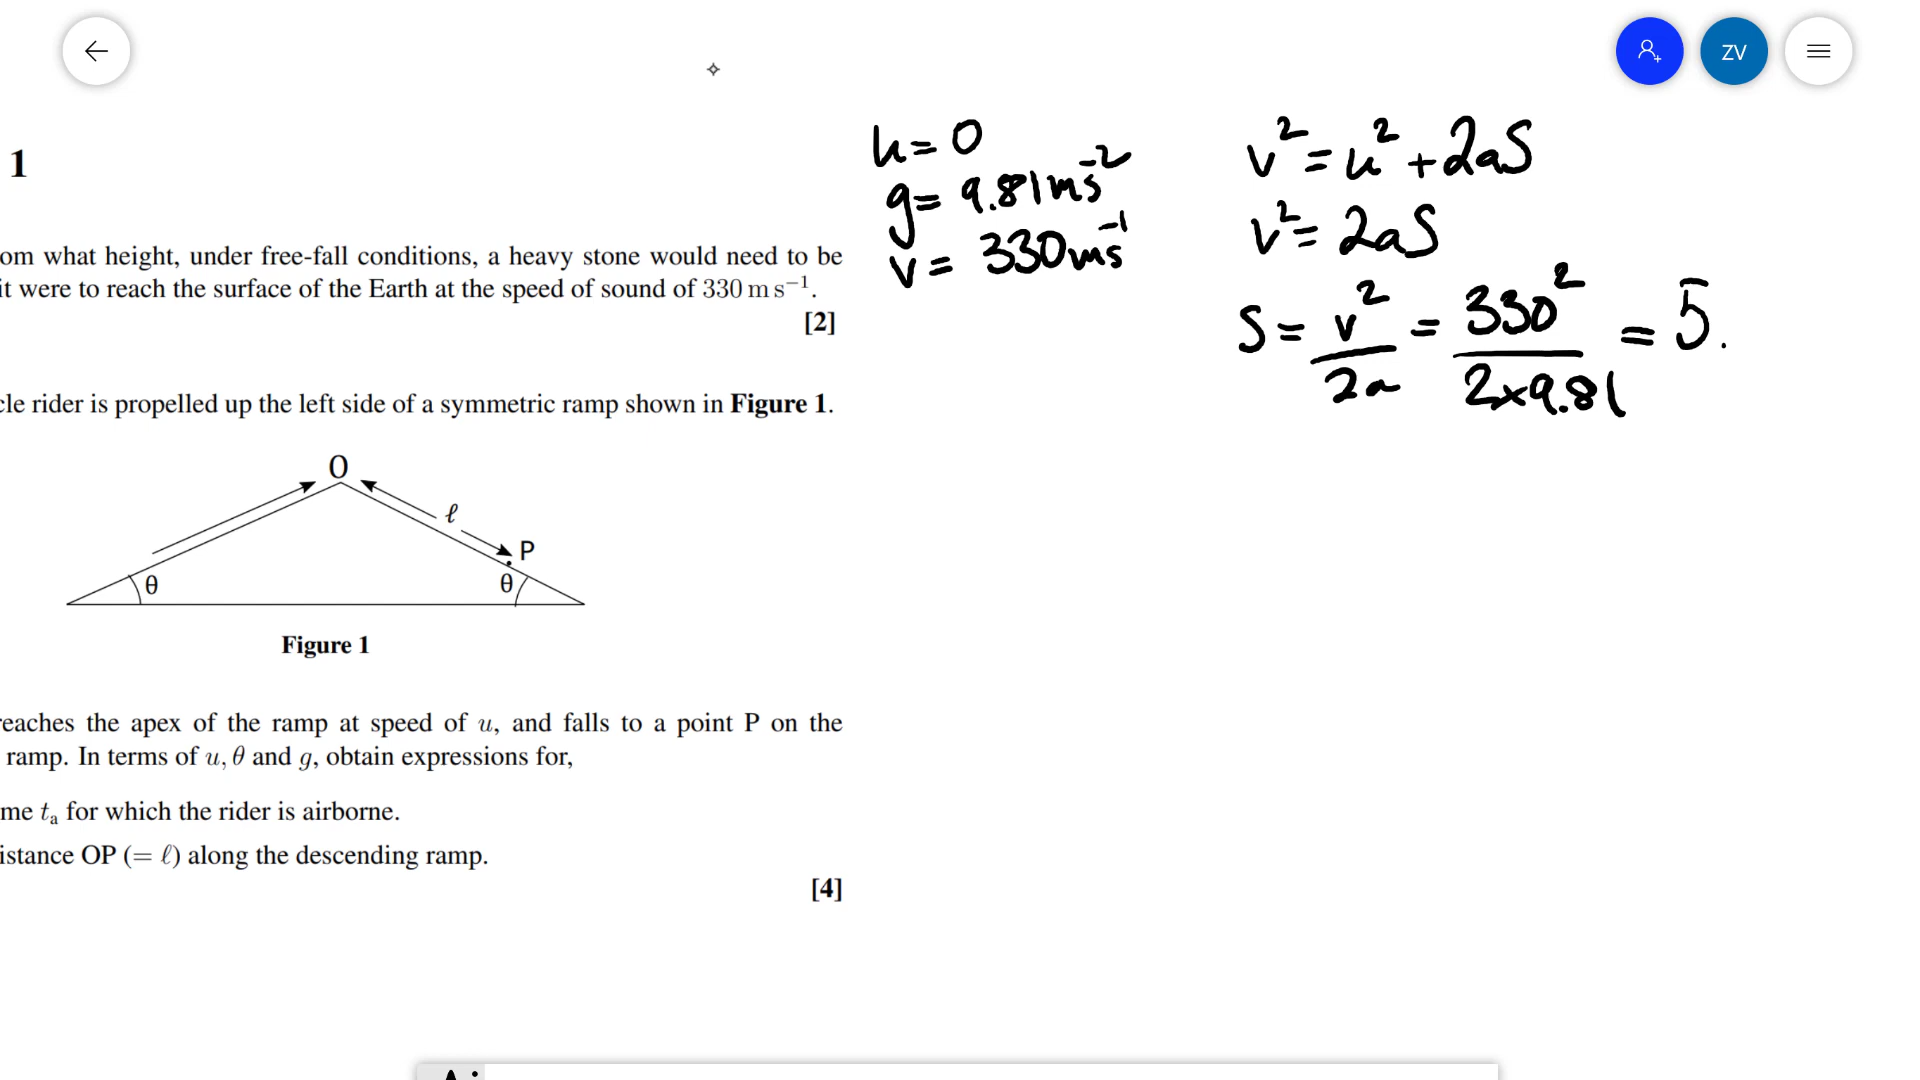 ZV
1
om what height, under free-fall conditions, a heavy stone would need to be
it were to reach the surface of the Earth at the speed of sound of 330 m s⁻¹.
[2]
cle rider is propelled up the left side of a symmetric ramp shown in Figure 1.
O
ℓ
P
θ θ
Figure 1
reaches the apex of the ramp at speed of u, and falls to a point P on the
ramp. In terms of u, θ and g, obtain expressions for,
me tₐ for which the rider is airborne.
istance OP (= ℓ) along the descending ramp.
[4]
u = 0
g = 9.81 ms⁻²
v = 330 ms⁻¹
v² = u² + 2aS
v² = 2aS
S = v²/2a = 330²/2×9.81 = 5.